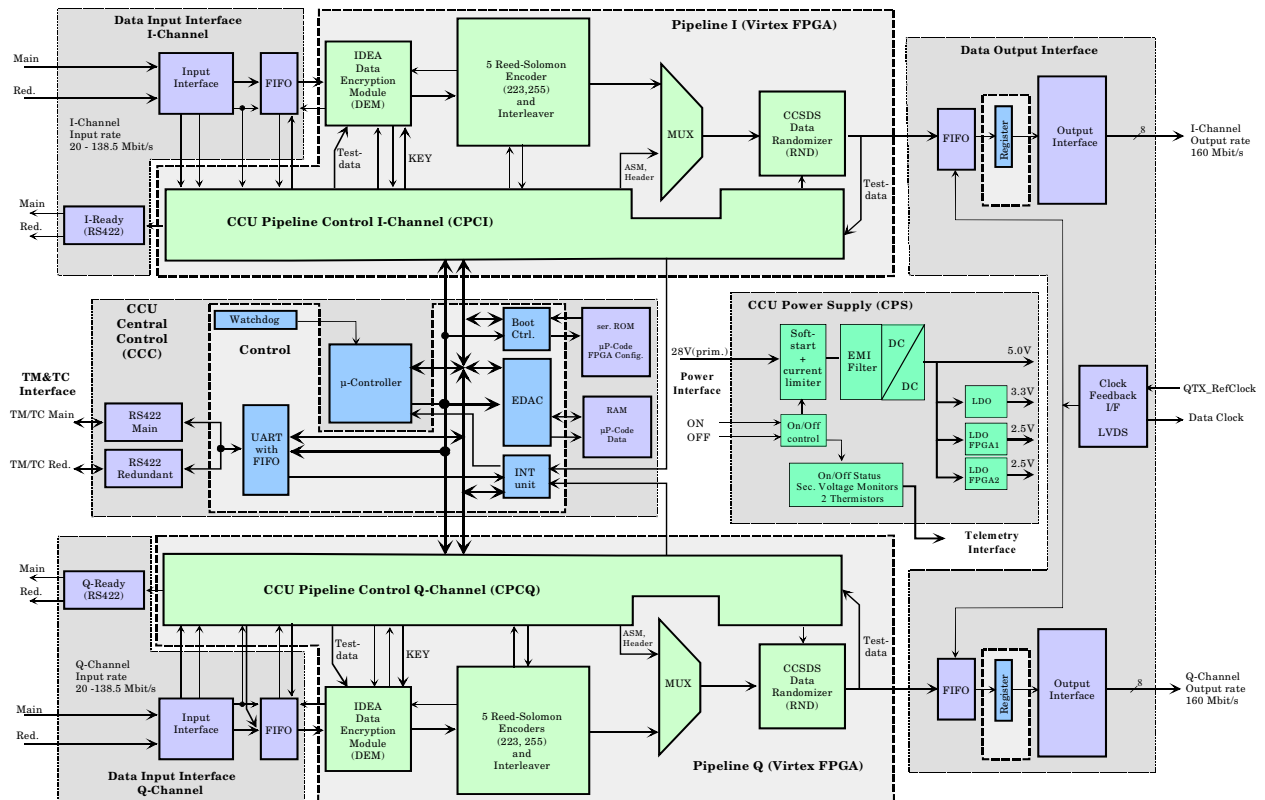 Data Input Interface
I-Channel
Main
Red.
Input
Interface
FIFO
I-Channel
Input rate
20 - 138.5 Mbit/s
Main
Red.
I-Ready
(RS422)
Pipeline I (Virtex FPGA)
IDEA
Data
Encryption
Module
(DEM)
5 Reed-Solomon
Encoder
(223,255)
and
Interleaver
MUX
CCSDS
Data
Randomizer
(RND)
Test-
data
KEY
ASM,
Header
Test-
data
CCU Pipeline Control I-Channel (CPCI)
Data Output Interface
FIFO
Register
Output
Interface
8
I-Channel
Output rate
160 Mbit/s
CCU
Central
Control
(CCC)
Watchdog
Control
µ-Controller
Boot
Ctrl.
ser. ROM
µP-Code
FPGA Config.
EDAC
RAM
µP-Code
Data
INT
unit
UART
with
FIFO
TM&TC
Interface
TM/TC Main
RS422
Main
TM/TC Red.
RS422
Redundant
CCU Power Supply (CPS)
28V(prim.)
Power
Interface
ON
OFF
Soft-
start
+
current
limiter
EMI
Filter
DC
DC
5.0V
LDO
3.3V
LDO
FPGA1
2.5V
LDO
FPGA2
2.5V
On/Off
control
On/Off Status
Sec. Voltage Monitors
2 Thermistors
Telemetry
Interface
Clock
Feedback
I/F
LVDS
QTX_RefClock
Data Clock
Main
Red.
Q-Ready
(RS422)
CCU Pipeline Control Q-Channel (CPCQ)
Test-
data
KEY
ASM,
Header
Test-
data
Q-Channel
Input rate
20 -138.5 Mbit/s
Main
Red.
Input
Interface
FIFO
Data Input Interface
Q-Channel
IDEA
Data
Encryption
Module
(DEM)
5 Reed-Solomon
Encoders
(223, 255)
and
Interleaver
MUX
CCSDS
Data
Randomizer
(RND)
Pipeline Q (Virtex FPGA)
FIFO
Register
Output
Interface
8
Q-Channel
Output rate
160 Mbit/s